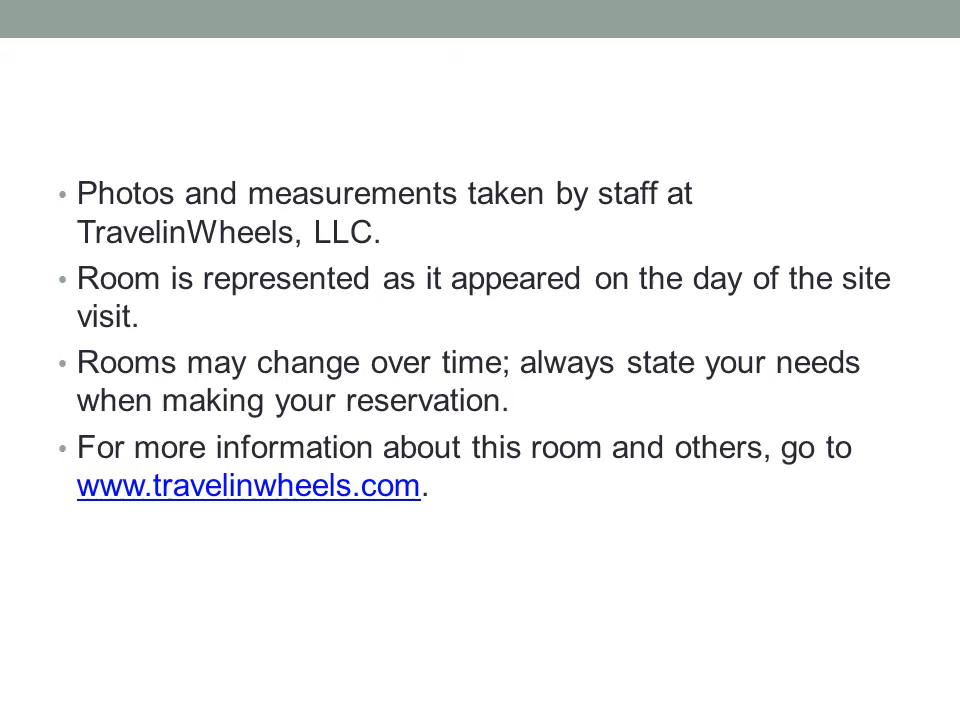 • Photos and measurements taken by staff at
TravelinWheels, LLC.
• Room is represented as it appeared on the day of the site
visit.
• Rooms may change over time; always state your needs
when making your reservation.
• For more information about this room and others, go to
www.travelinwheels.com.